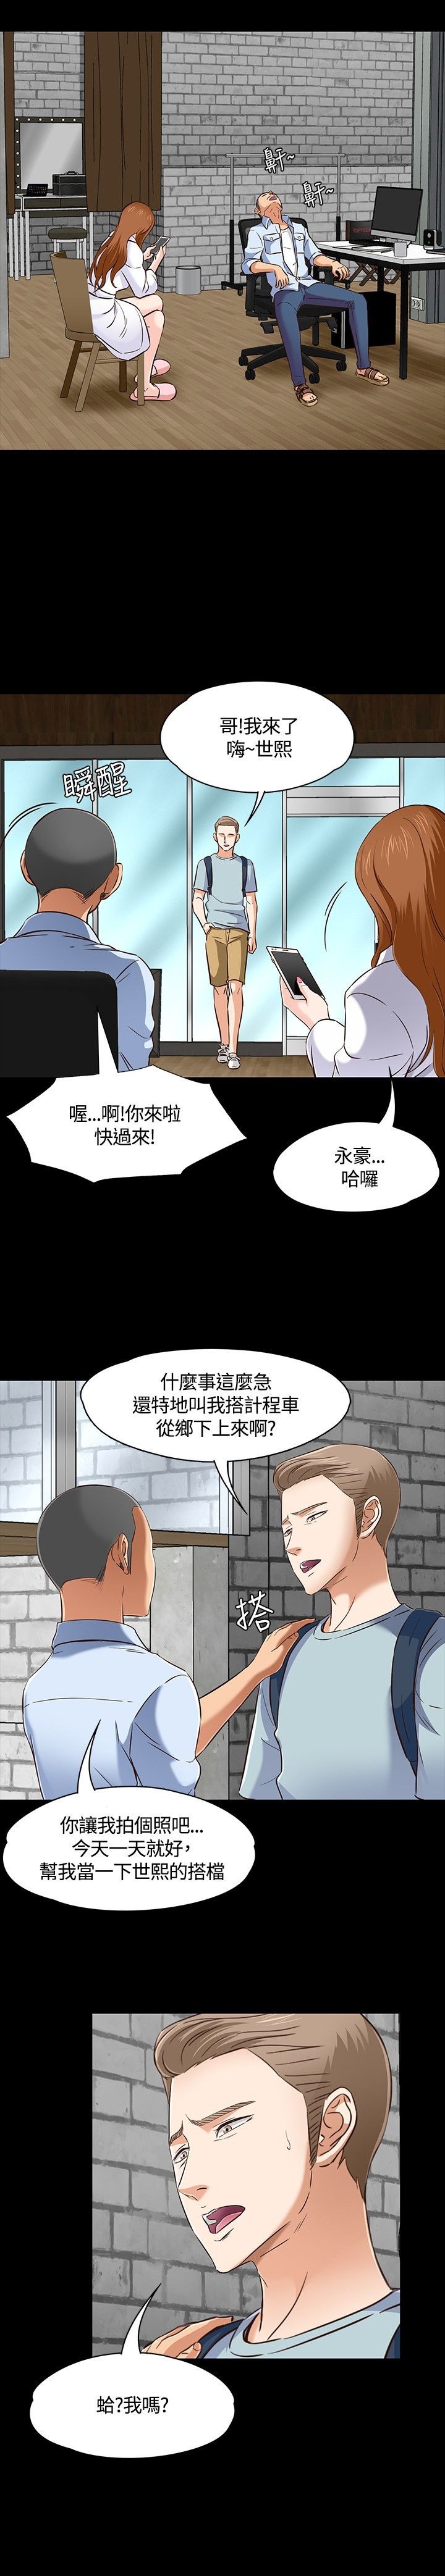 鼾~
鼾~
哥!我來了
嗨~世熙
瞬醒
喔...啊!你來啦
快過來!
永豪...
哈囉
什麼事這麼急
還特地叫我搭計程車
從鄉下上來啊?
搭
你讓我拍個照吧...
今天一天就好,
幫我當一下世熙的搭檔
蛤?我嗎?